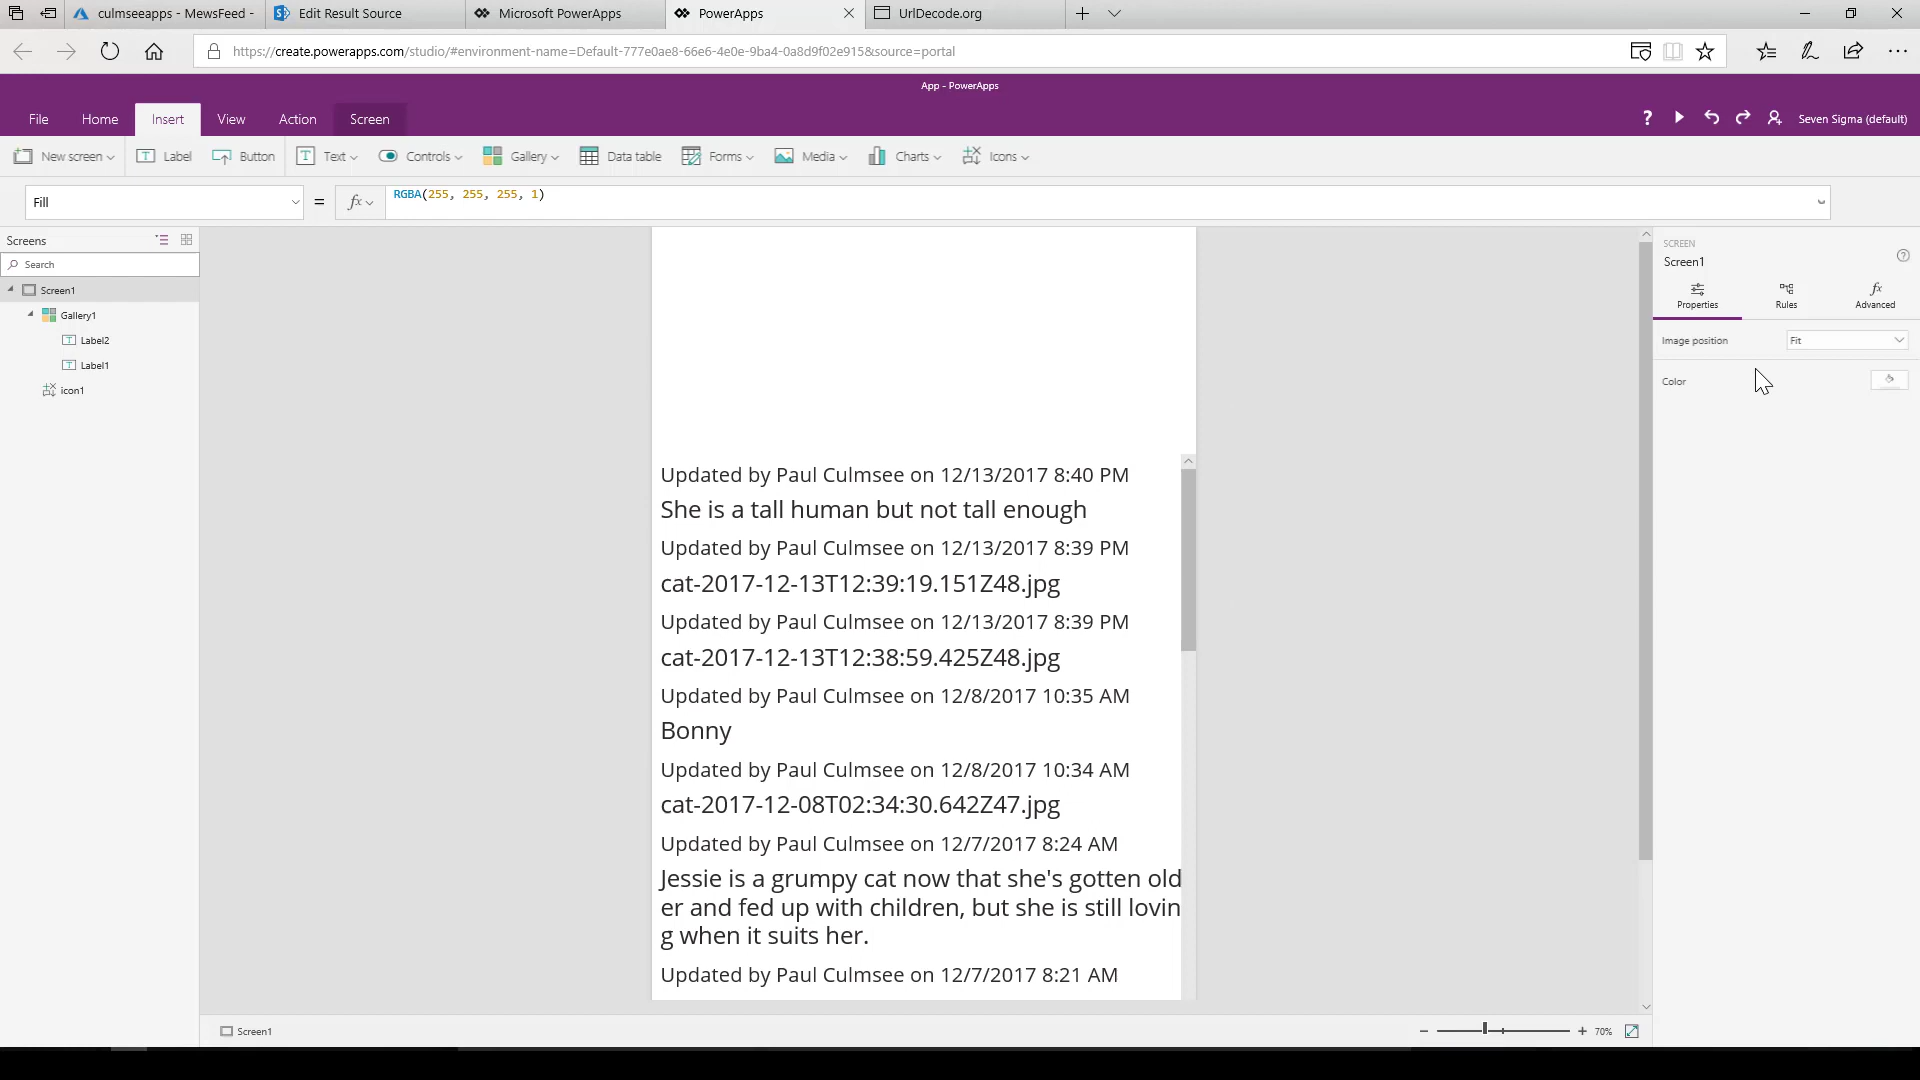 culmseeapps - MewsFeed -
Edit Result Source
Microsoft PowerApps
PowerApps
UrlDecode.org
https://create.powerapps.com/studio/#environment-name=Default-777e0ae8-66e6-4e0e-9ba4-0a8d9f02e915&source=portal
App - PowerApps
File
Home
Insert
View
Action
Screen
?
Seven Sigma (default)
New screen
Label
Button
Text
Controls
Gallery
Data table
Forms
Media
Charts
Icons
Fill
=
fx
RGBA(255, 255, 255, 1)
Screens
Search
Screen1
Gallery1
Label2
Label1
icon1
Updated by Paul Culmsee on 12/13/2017 8:40 PM
She is a tall human but not tall enough
Updated by Paul Culmsee on 12/13/2017 8:39 PM
cat-2017-12-13T12:39:19.151Z48.jpg
Updated by Paul Culmsee on 12/13/2017 8:39 PM
cat-2017-12-13T12:38:59.425Z48.jpg
Updated by Paul Culmsee on 12/8/2017 10:35 AM
Bonny
Updated by Paul Culmsee on 12/8/2017 10:34 AM
cat-2017-12-08T02:34:30.642Z47.jpg
Updated by Paul Culmsee on 12/7/2017 8:24 AM
Jessie is a grumpy cat now that she's gotten old
er and fed up with children, but she is still lovin
g when it suits her.
Updated by Paul Culmsee on 12/7/2017 8:21 AM
SCREEN
Screen1
Properties
Rules
fx
Advanced
Image position
Fit
Color
Screen1
70%